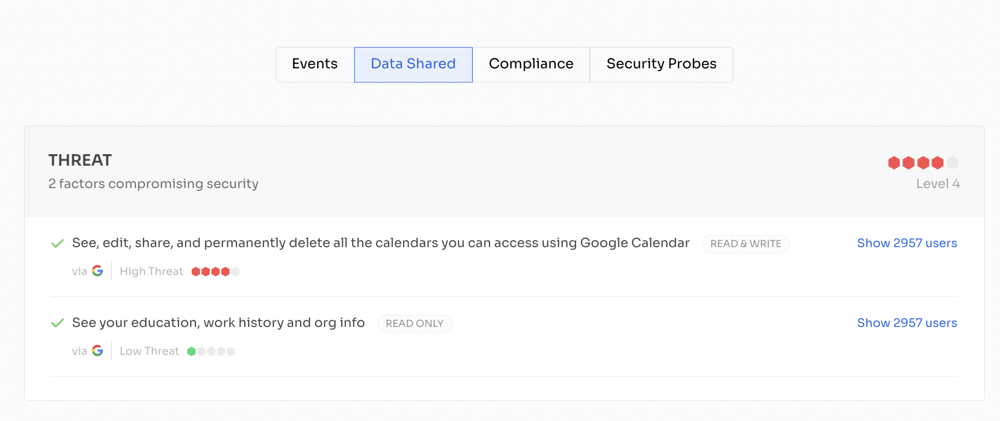 Events
Data Shared
Compliance
Security Probes
THREAT
2 factors compromising security
Level 4
See, edit, share, and permanently delete all the calendars you can access using Google Calendar
READ & WRITE
Show 2957 users
via
High Threat
See your education, work history and org info
READ ONLY
Show 2957 users
via
Low Threat